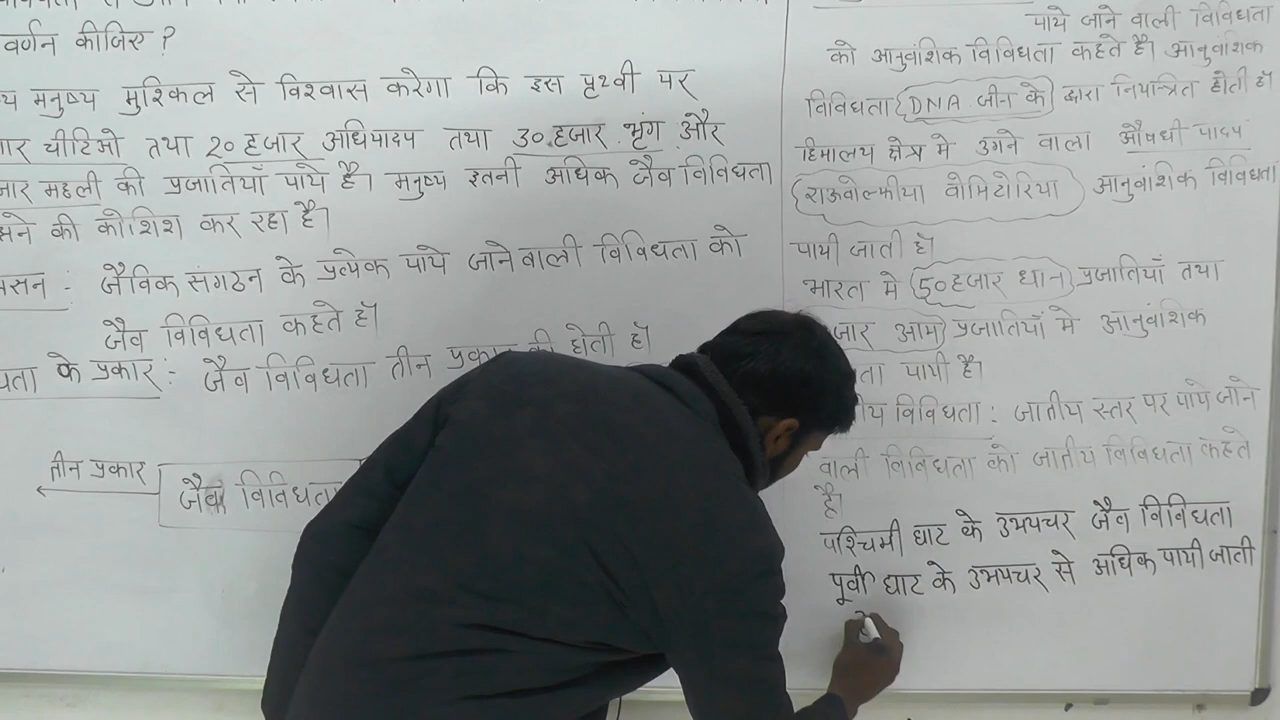 वर्णन कीजिए ?
मनुष्य मुश्किल से विश्वास करेगा कि इस पृथ्वी पर
चीटिओ तथा 20 हजार अधिपादप तथा 30 हजार भृंग और
मछली की प्रजातियाँ पाये है। मनुष्य इतनी अधिक जैव विविधता
की कोशिश कर रहा है।
: जैविक संगठन के प्रत्येक पाये जाने वाली विविधता को
जैव विविधता कहते है।
के प्रकार :- जैव विविधता तीन प्रकार की होती है।
तीन प्रकार
जैव विविधता
पाये जाने वाली विविधता
को आनुवंशिक विविधता कहते है। आनुवंशिक
विविधता DNA जीन के द्वारा नियन्त्रित होती है।
हिमालय क्षेत्र मे उगने वाला औषधी पादप
राऊवोल्फीया वोमिटोरिया आनुवंशिक विविधता
पायी जाती है।
भारत मे 50 हजार धान प्रजातियाँ तथा
जार आम प्रजातियाँ मे आनुवंशिक
ता पायी है।
ीय विविधता : जातीय स्तर पर पाये जाने
वाली विविधता को जातीय विविधता कहते
है।
पश्चिमी घाट के उभयचर जैव विविधता
पूर्वी घाट के उभयचर से अधिक पायी जाती